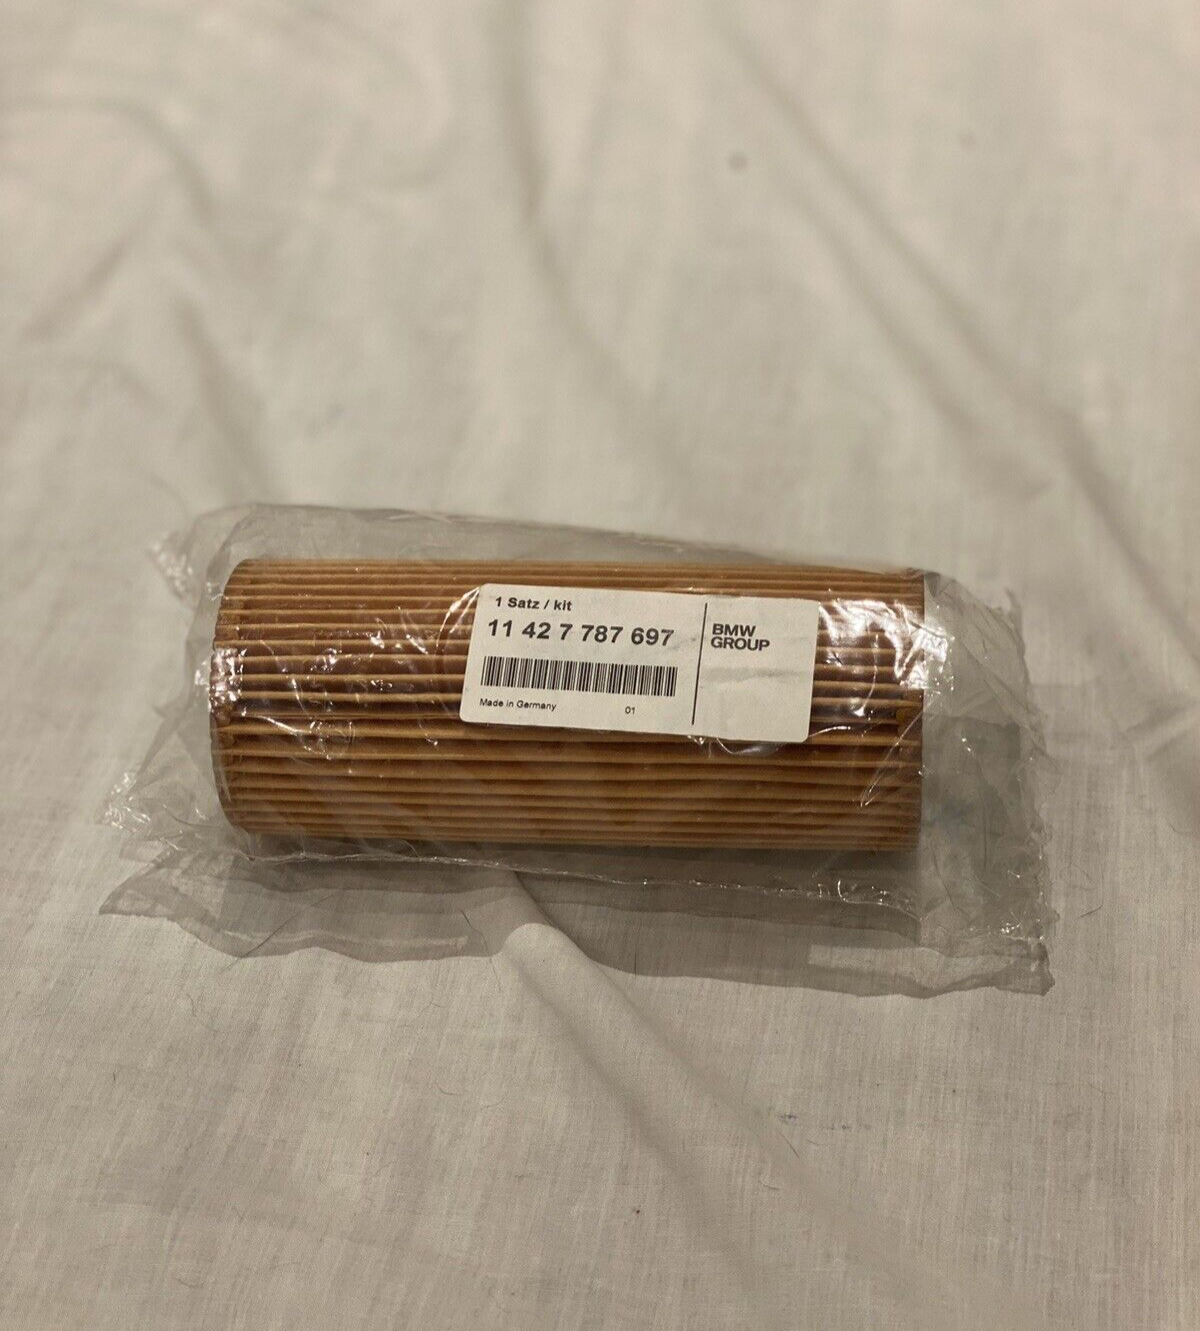 1 Satz / kit
11 42 7 787 697
Made in Germany 01
BMW
GROUP